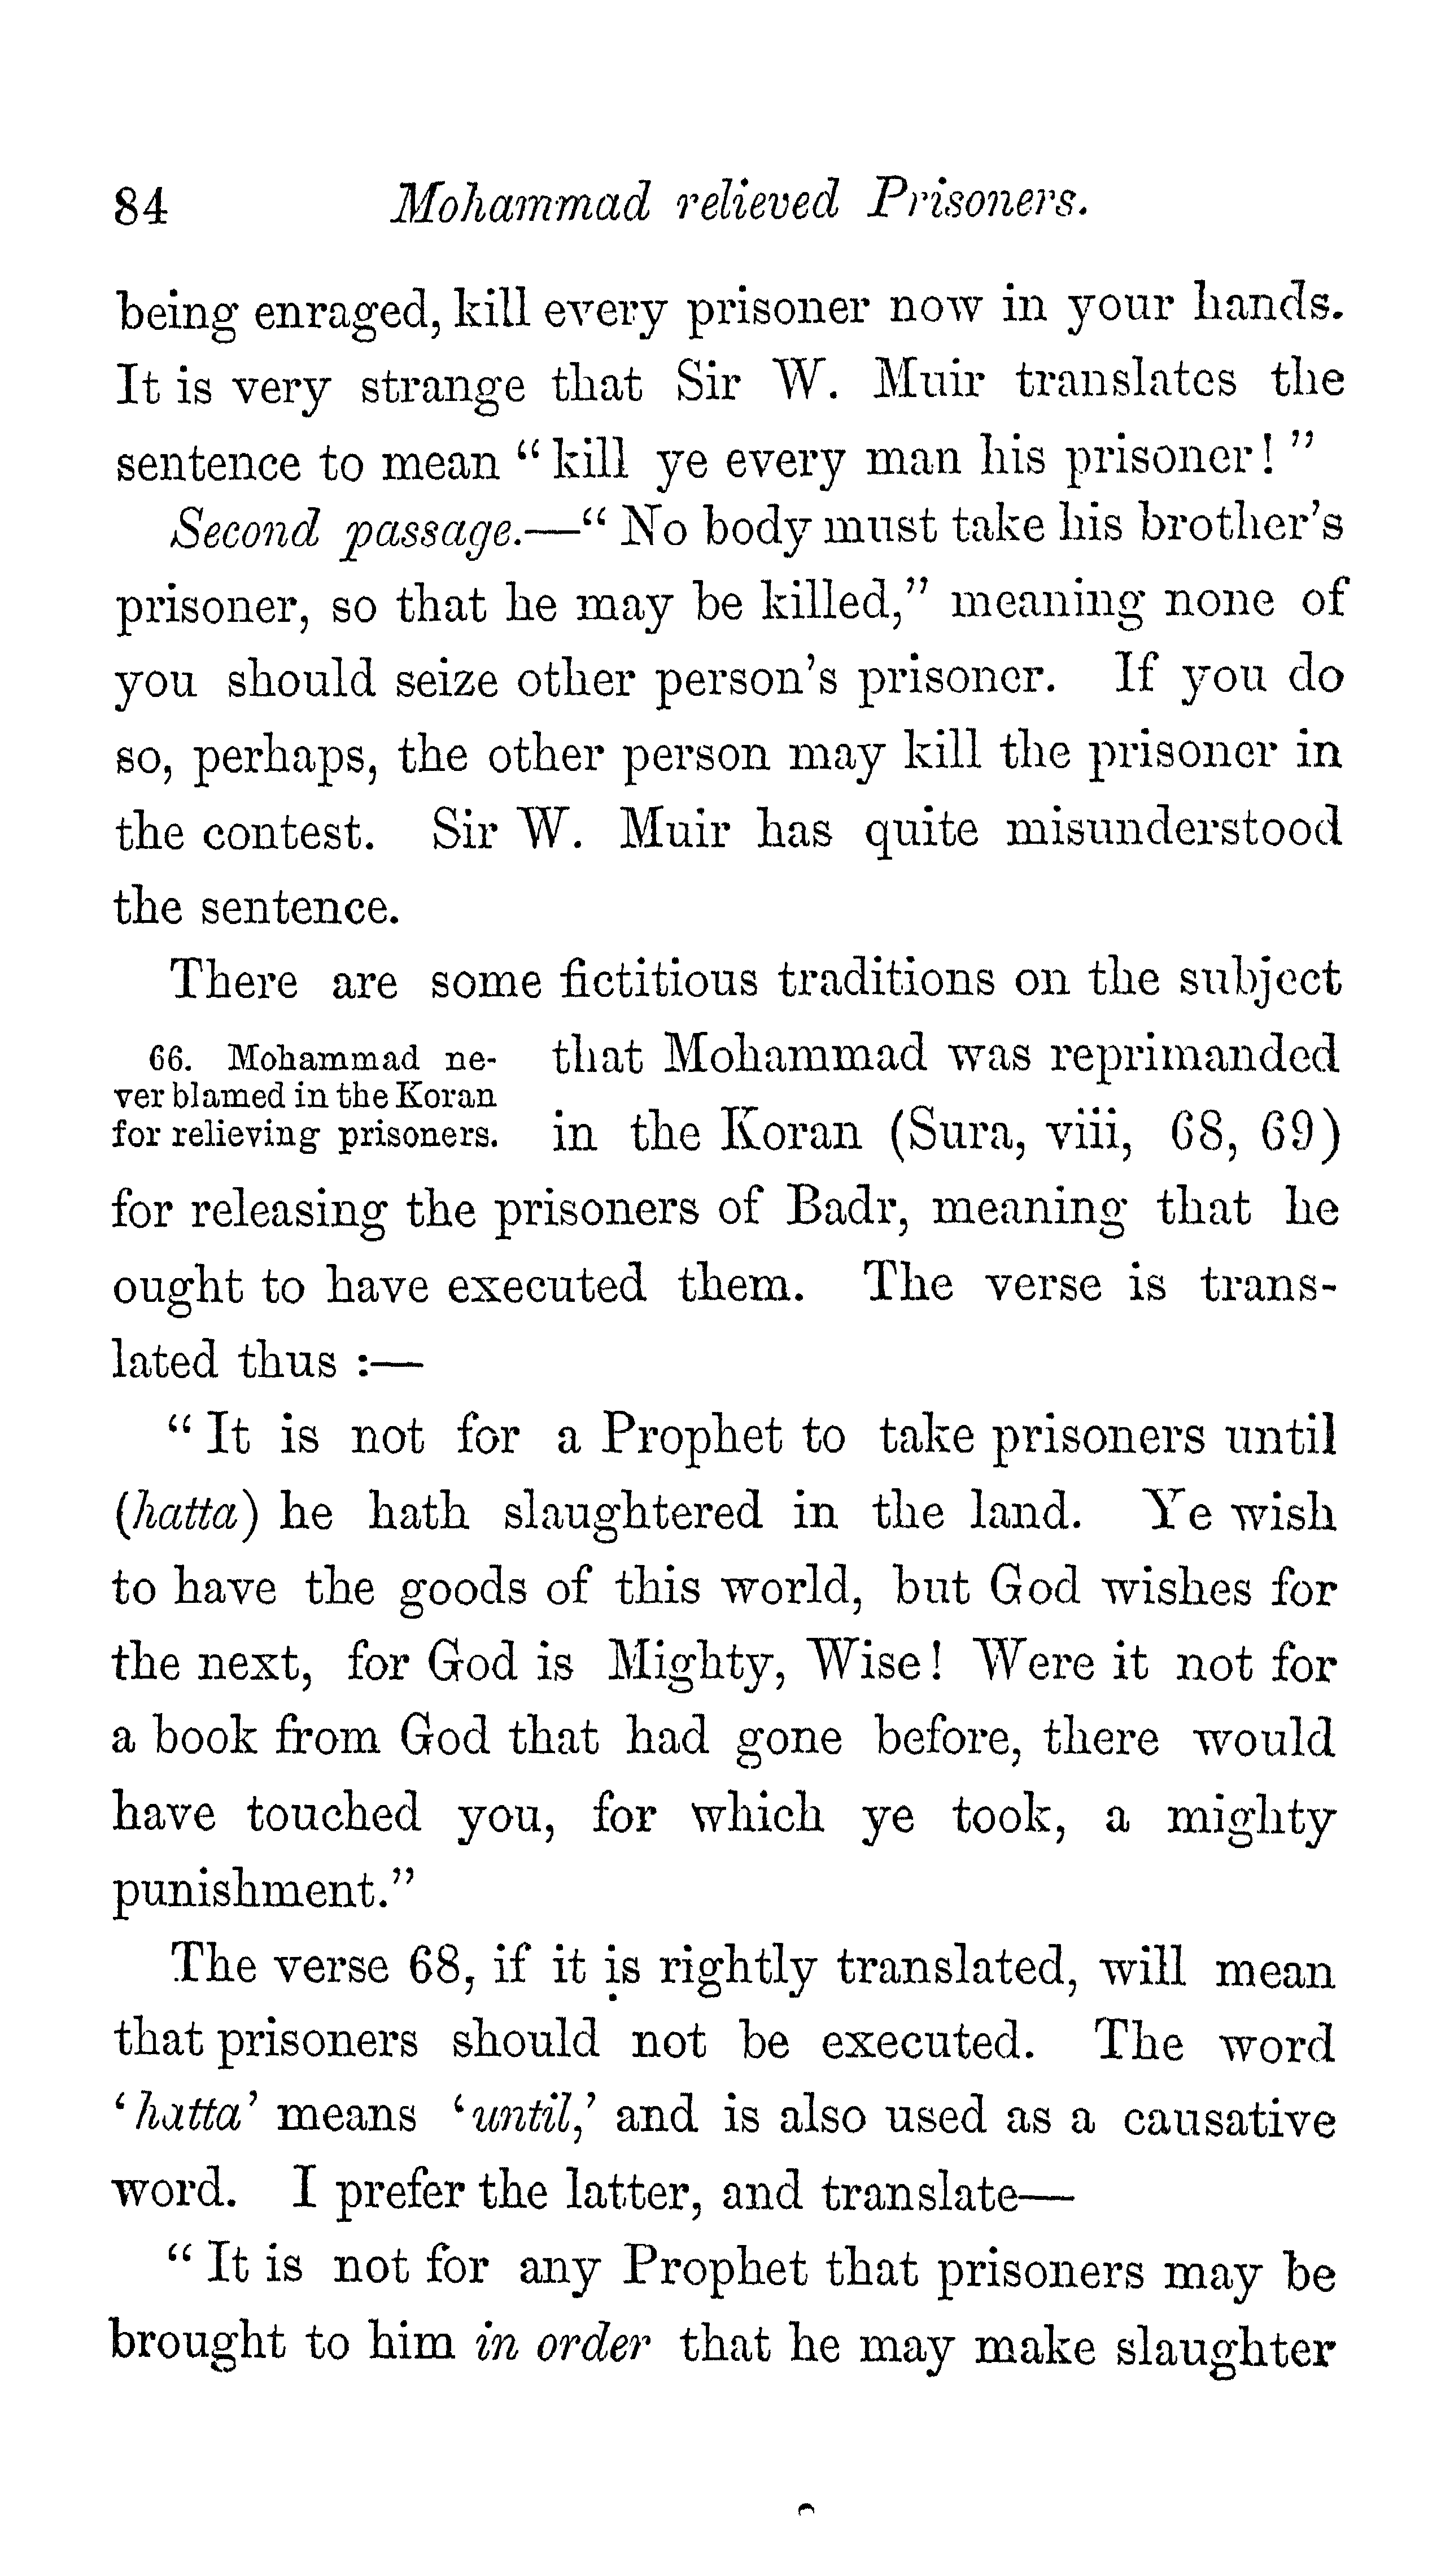 84 Mohammad relieved Prisoners.
being enraged, kill every prisoner now in your hands.
It is very strange that Sir W. Muir translates the
sentence to mean “ kill ye every man his prisoner! ”
Second passage.—“ No body must take his brother’s
prisoner, so that he may be killed,” meaning none of
you should seize other person’s prisoner. If you do
so, perhaps, the other person may kill the prisoner in
the contest. Sir W. Muir has quite misunderstood
the sentence.
There are some fictitious traditions on the subject
66. Mohammad ne-
ver blamed in the Koran
for relieving prisoners.
that Mohammad was reprimanded
in the Koran (Sura, viii, 68, 69)
for releasing the prisoners of Badr, meaning that he
ought to have executed them. The verse is trans-
lated thus :—
“ It is not for a Prophet to take prisoners until
(hatta) he hath slaughtered in the land. Ye wish
to have the goods of this world, but God wishes for
the next, for God is Mighty, Wise! Were it not for
a book from God that had gone before, there would
have touched you, for which ye took, a mighty
punishment.”
The verse 68, if it is rightly translated, will mean
that prisoners should not be executed. The word
‘hatta’ means ‘until,’ and is also used as a causative
word. I prefer the latter, and translate—
“ It is not for any Prophet that prisoners may be
brought to him in order that he may make slaughter